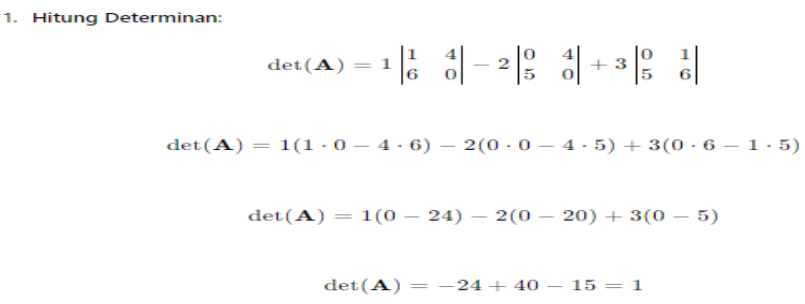 1. Hitung Determinan:
det(A) = 1 |1 4; 6 0| − 2 |0 4; 5 0| + 3 |0 1; 5 6|
det(A) = 1(1 · 0 − 4 · 6) − 2(0 · 0 − 4 · 5) + 3(0 · 6 − 1 · 5)
det(A) = 1(0 − 24) − 2(0 − 20) + 3(0 − 5)
det(A) = −24 + 40 − 15 = 1